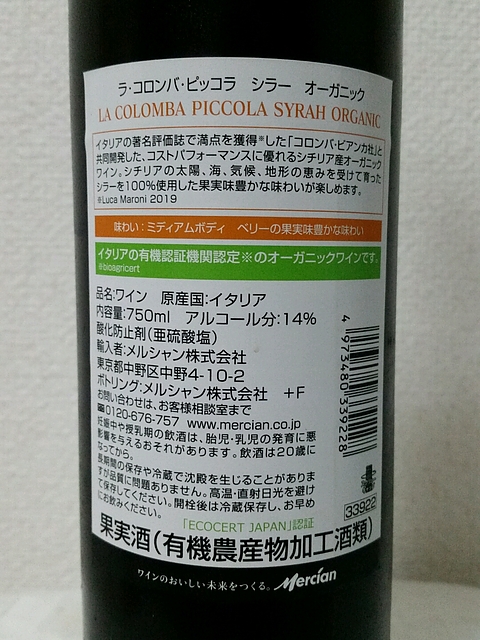 ラ・コロンバ・ピッコラ　シラー　オーガニック
LA COLOMBA PICCOLA SYRAH ORGANIC
イタリアの著名評価誌で満点を獲得※した「コロンバ・ビアンカ社」と
共同開発した、コストパフォーマンスに優れるシチリア産オーガニック
ワイン。シチリアの太陽、海、気候、地形の恵みを受けて育った
シラーを100%使用した果実味豊かな味わいが楽しめます。
※Luca Maroni 2019
味わい：ミディアムボディ　ベリーの果実味豊かな味わい
イタリアの有機認証機関認定※のオーガニックワインです。
※bioagricert
品名：ワイン　原産国：イタリア
内容量：750ml　アルコール分：14%
酸化防止剤（亜硫酸塩）
輸入者：メルシャン株式会社
東京都中野区中野4-10-2
ボトリング：メルシャン株式会社　+F
お問い合わせは、お客様相談室まで
☎0120-676-757 www.mercian.co.jp
妊娠中や授乳期の飲酒は、胎児・乳児の発育に悪
影響を与えるおそれがあります。飲酒は20歳に
なってから。
長期間の保存や冷蔵で沈殿を生じることがありま
すが品質に問題ありません。高温・直射日光を避け
て保存してください。開栓後は冷蔵保存し、お早め
にお飲みください。
4 973480 339228
33922
「ECOCERT JAPAN」認証
果実酒（有機農産物加工酒類）
ワインのおいしい未来をつくる。 Mercian